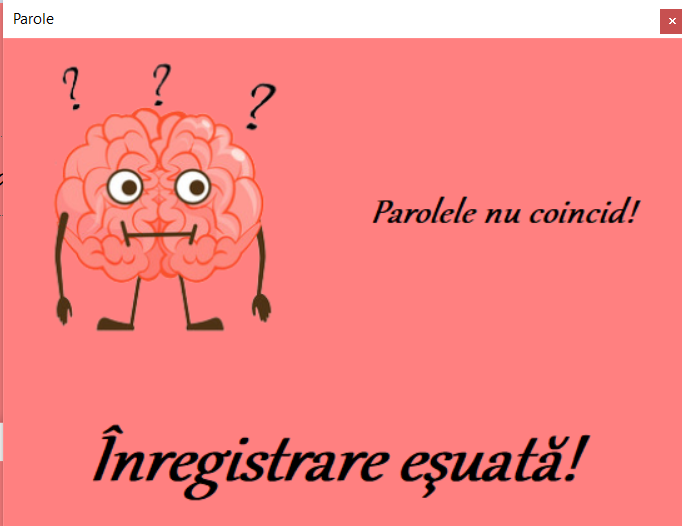 Parole
? ? ?
Parolele nu coincid!
Înregistrare eșuată!